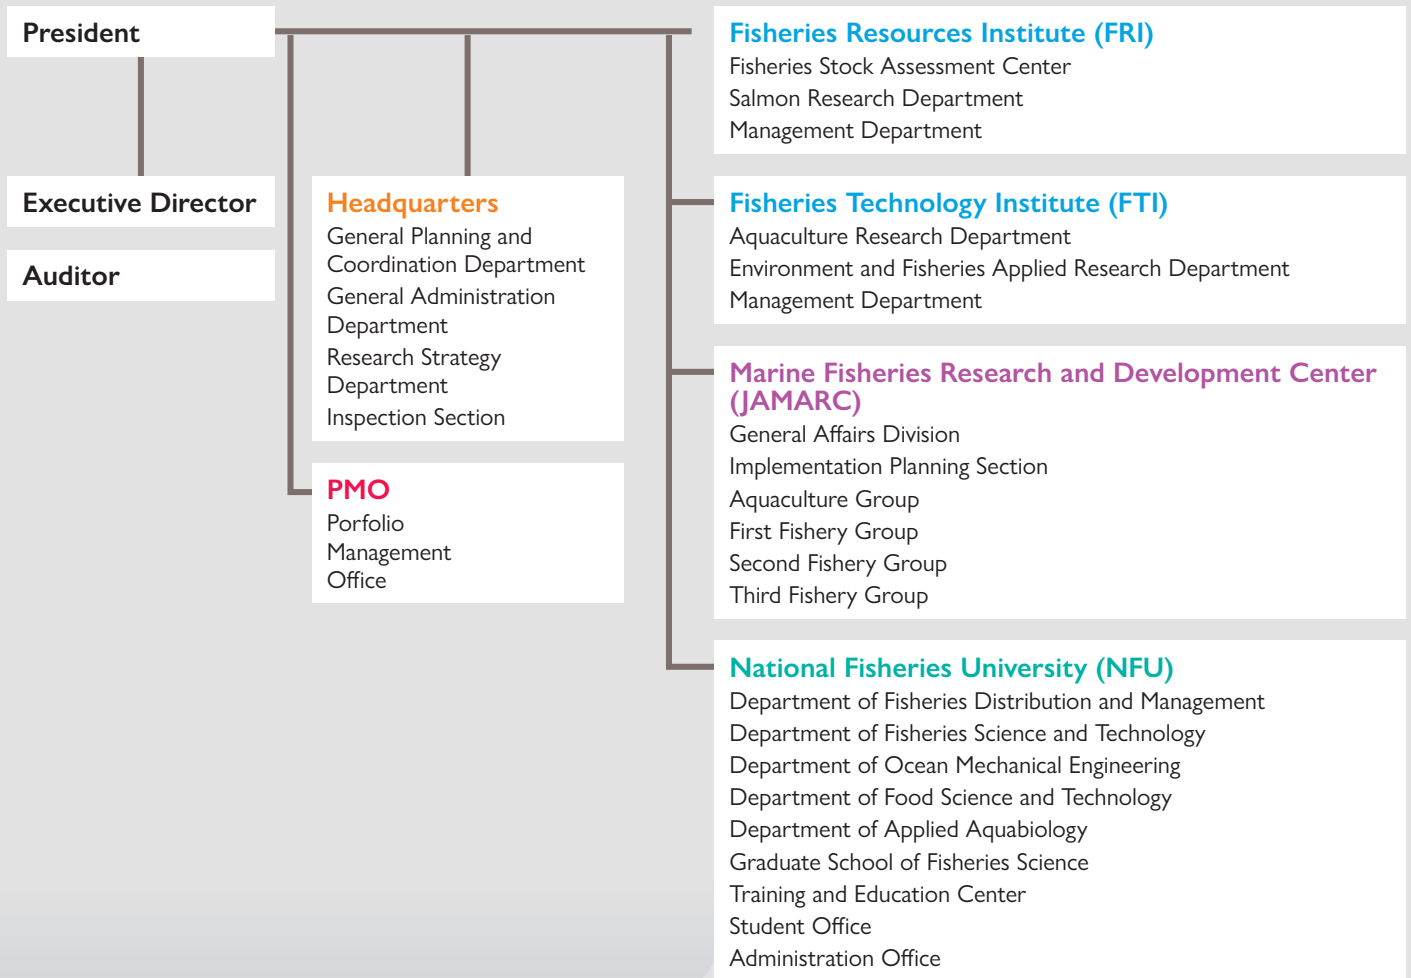 President
Executive Director
Auditor
Headquarters
General Planning and
Coordination Department
General Administration
Department
Research Strategy
Department
Inspection Section
PMO
Porfolio
Management
Office
Fisheries Resources Institute (FRI)
Fisheries Stock Assessment Center
Salmon Research Department
Management Department
Fisheries Technology Institute (FTI)
Aquaculture Research Department
Environment and Fisheries Applied Research Department
Management Department
Marine Fisheries Research and Development Center
(JAMARC)
General Affairs Division
Implementation Planning Section
Aquaculture Group
First Fishery Group
Second Fishery Group
Third Fishery Group
National Fisheries University (NFU)
Department of Fisheries Distribution and Management
Department of Fisheries Science and Technology
Department of Ocean Mechanical Engineering
Department of Food Science and Technology
Department of Applied Aquabiology
Graduate School of Fisheries Science
Training and Education Center
Student Office
Administration Office